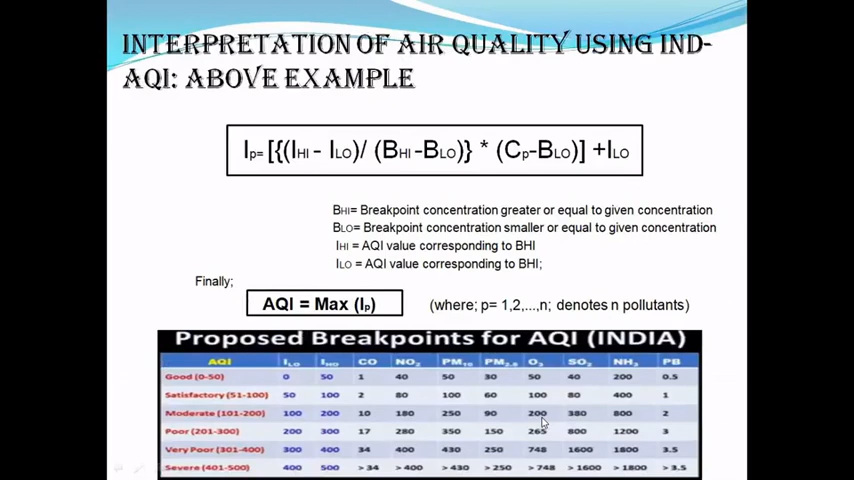 INTERPRETATION OF AIR QUALITY USING IND-
AQI: ABOVE EXAMPLE
Ip= [{(IHI - ILO)/ (BHI -BLO)} * (Cp-BLO)] +ILO
BHI= Breakpoint concentration greater or equal to given concentration
BLO= Breakpoint concentration smaller or equal to given concentration
IHI = AQI value corresponding to BHI
ILO = AQI value corresponding to BHI;
Finally;
AQI = Max (Ip) (where; p= 1,2,...,n; denotes n pollutants)
Proposed Breakpoints for AQI (INDIA)
AQI ILO IHO CO NO2 PM10 PM2.5 O3 SO2 NH3 PB
Good (0-50) 0 50 1 40 50 30 50 40 200 0.5
Satisfactory (51-100) 50 100 2 80 100 60 100 80 400 1
Moderate (101-200) 100 200 10 180 250 90 200 380 800 2
Poor (201-300) 200 300 17 280 350 150 265 800 1200 3
Very Poor (301-400) 300 400 34 400 430 250 748 1600 1800 3.5
Severe (401-500) 400 500 > 34 > 400 > 430 > 250 > 748 > 1600 > 1800 > 3.5